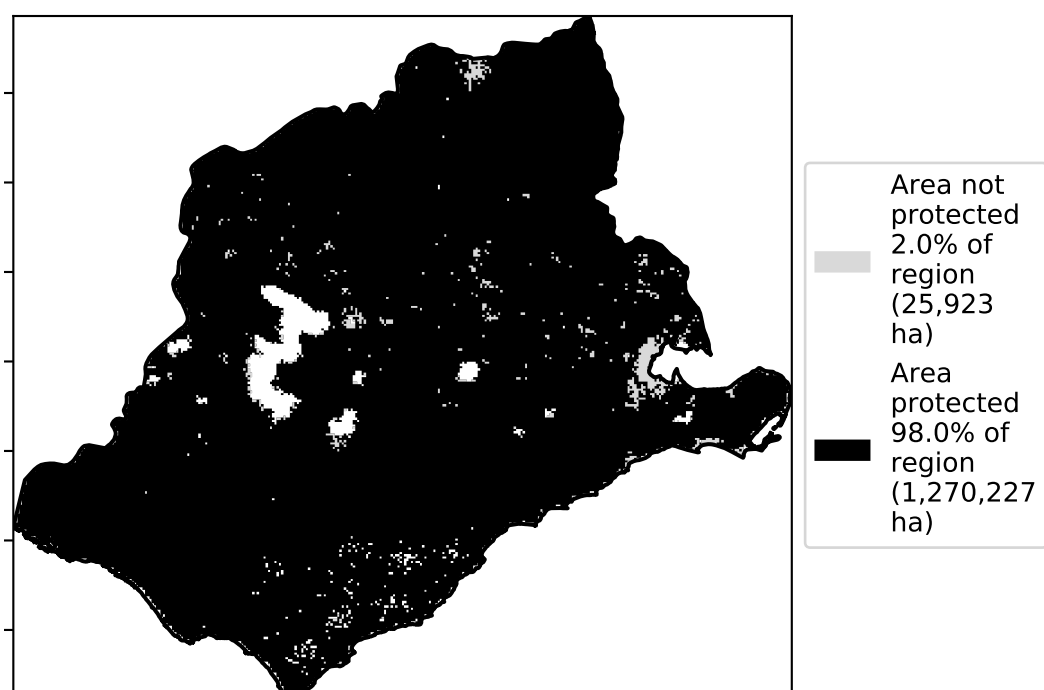 Area not
protected
2.0% of
region
(25,923
ha)
Area
protected
98.0% of
region
(1,270,227
ha)